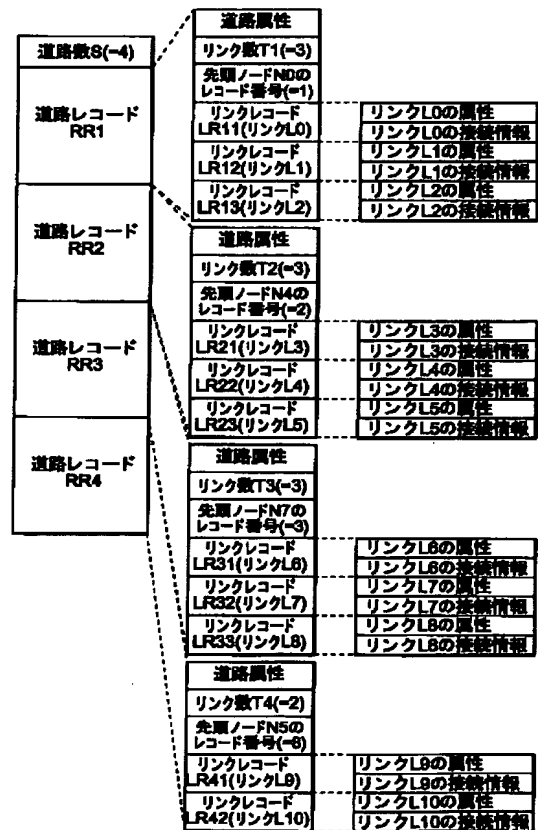 道路数S(=4)
道路レコード
RR1
道路レコード
RR2
道路レコード
RR3
道路レコード
RR4
道路属性
リンク数T1(=3)
先頭ノードN0の
レコード番号(=1)
リンクレコード
LR11(リンクL0)
リンクレコード
LR12(リンクL1)
リンクレコード
LR13(リンクL2)
リンクL0の属性
リンクL0の接続情報
リンクL1の属性
リンクL1の接続情報
リンクL2の属性
リンクL2の接続情報
道路属性
リンク数T2(=3)
先頭ノードN4の
レコード番号(=2)
リンクレコード
LR21(リンクL3)
リンクレコード
LR22(リンクL4)
リンクレコード
LR23(リンクL5)
リンクL3の属性
リンクL3の接続情報
リンクL4の属性
リンクL4の接続情報
リンクL5の属性
リンクL5の接続情報
道路属性
リンク数T3(=3)
先頭ノードN7の
レコード番号(=3)
リンクレコード
LR31(リンクL6)
リンクレコード
LR32(リンクL7)
リンクレコード
LR33(リンクL8)
リンクL6の属性
リンクL6の接続情報
リンクL7の属性
リンクL7の接続情報
リンクL8の属性
リンクL8の接続情報
道路属性
リンク数T4(=2)
先頭ノードN5の
レコード番号(=6)
リンクレコード
LR41(リンクL9)
リンクレコード
LR42(リンクL10)
リンクL9の属性
リンクL9の接続情報
リンクL10の属性
リンクL10の接続情報